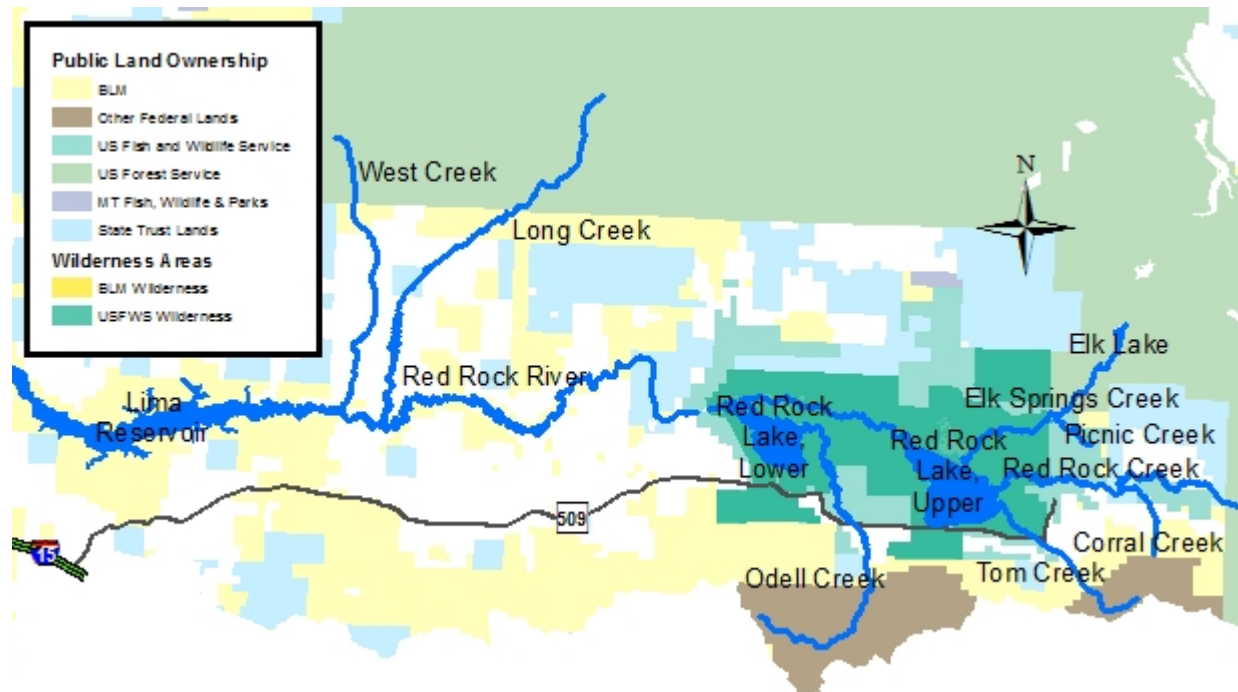 Public Land Ownership
BLM
Other Federal Lands
US Fish and Wildlife Service
US Forest Service
MT Fish, Wildlife & Parks
State Trust Lands
Wilderness Areas
BLM Wilderness
USFWS Wilderness
West Creek
Long Creek
N
Elk Lake
Red Rock River
Lima
Reservoir
Red Rock
Lake,
Lower
Elk Springs Creek
Picnic Creek
Red Rock
Lake,
Upper
Red Rock Creek
509
15
Corral Creek
Tom Creek
Odell Creek